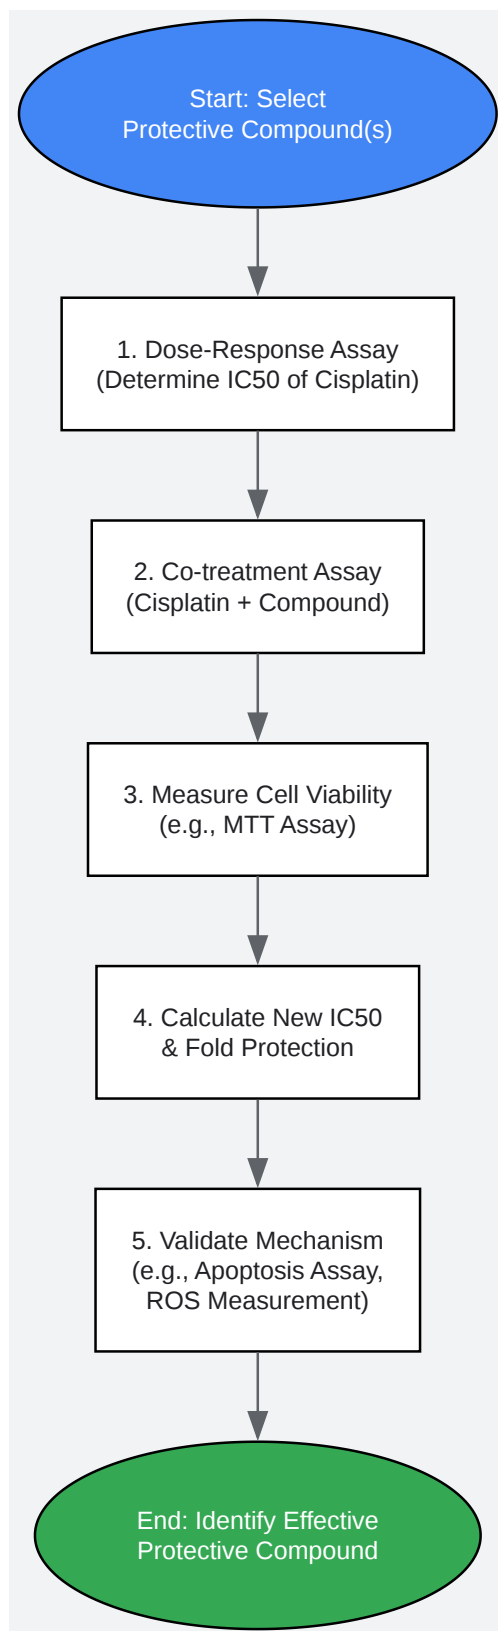 Start: Select
Protective Compound(s)
1. Dose-Response Assay
(Determine IC50 of Cisplatin)
2. Co-treatment Assay
(Cisplatin + Compound)
3. Measure Cell Viability
(e.g., MTT Assay)
4. Calculate New IC50
& Fold Protection
5. Validate Mechanism
(e.g., Apoptosis Assay,
ROS Measurement)
End: Identify Effective
Protective Compound